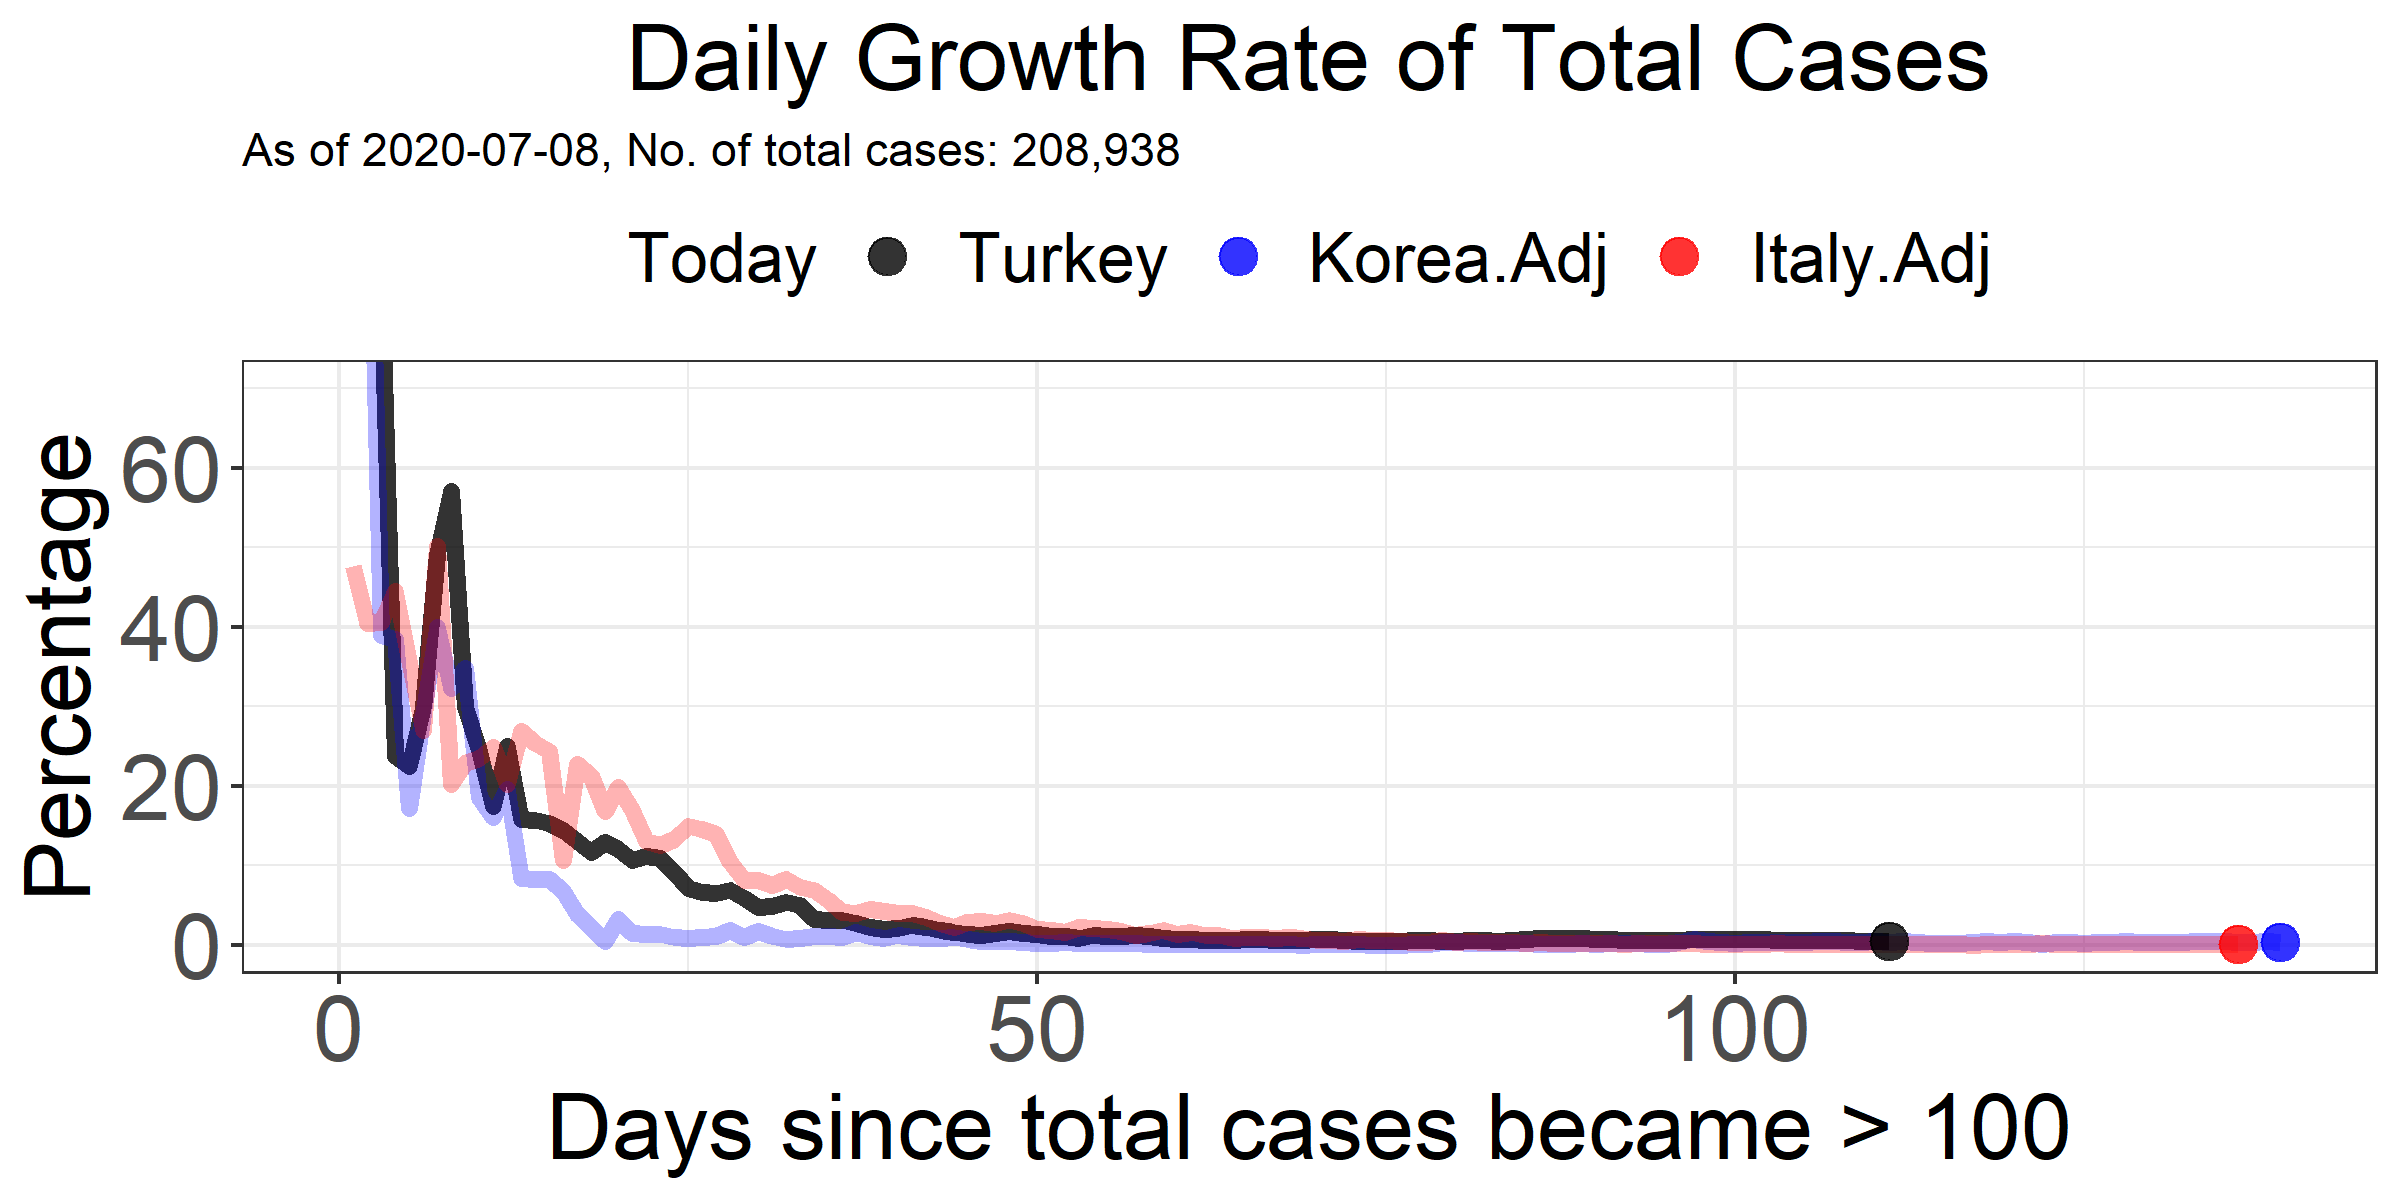 Daily Growth Rate of Total Cases
As of 2020-07-08, No. of total cases: 208,938
Today Turkey Korea.Adj Italy.Adj
Percentage
60
40
20
0
0 50 100
Days since total cases became > 100